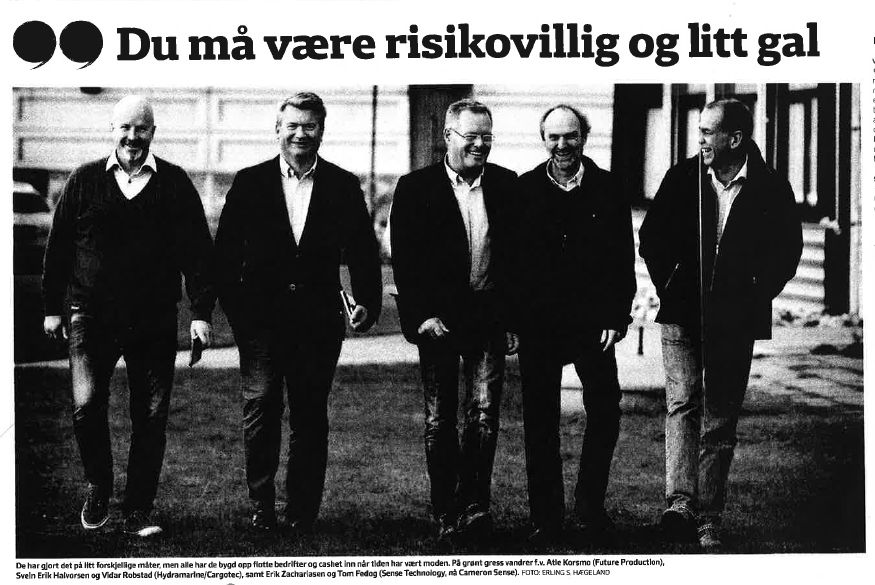 Du må være risikovillig og litt gal
De har gjort det på litt forskjellige måter, men alle har de bygd opp flotte bedrifter og cashet inn når tiden har vært moden. På grønt gress vandrer f.v. Atle Korsmo (Future Production),
Svein Erik Halvorsen og Vidar Robstad (Hydramarine/Cargotec), samt Erik Zachariasen og Tom Fedog (Sense Technology, nå Cameron Sense). FOTO: ERLING S. HÆGELAND